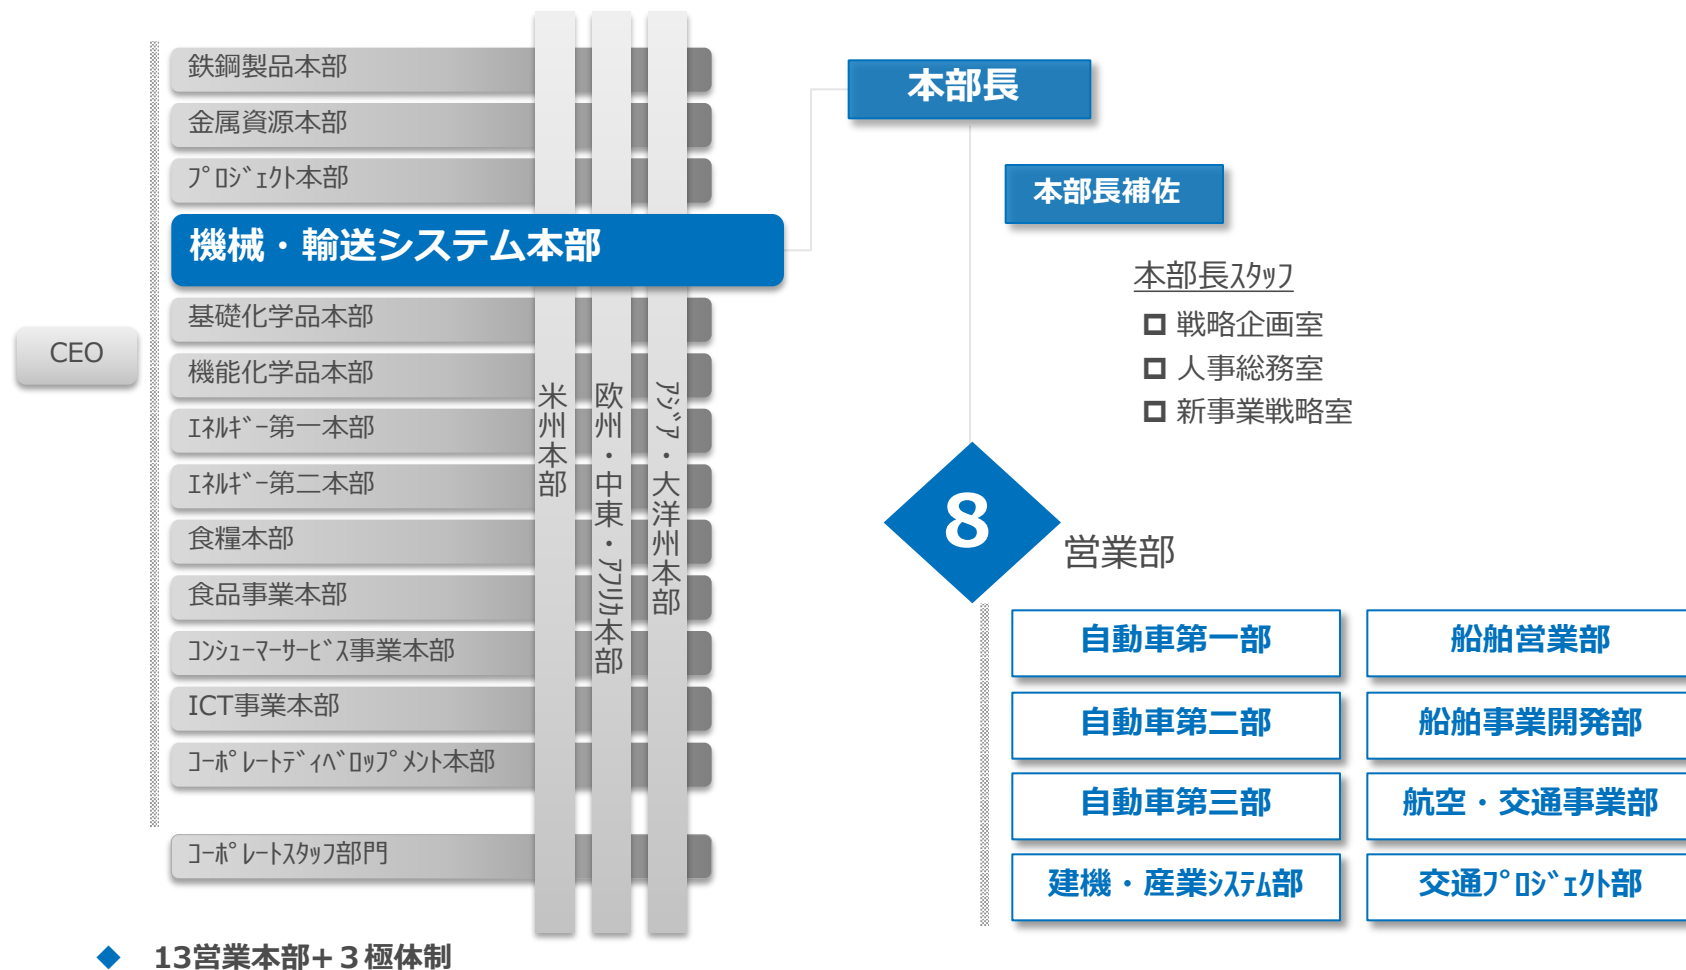 CEO
鉄鋼製品本部
金属資源本部
ﾌﾟﾛｼﾞｪｸﾄ本部
機械・輸送システム本部
基礎化学品本部
機能化学品本部
ｴﾈﾙｷﾞｰ第一本部
ｴﾈﾙｷﾞｰ第二本部
食糧本部
食品事業本部
ｺﾝｼｭｰﾏｰｻｰﾋﾞｽ事業本部
ICT事業本部
ｺｰﾎﾟﾚｰﾄﾃﾞｨﾍﾞﾛｯﾌﾟﾒﾝﾄ本部
ｺｰﾎﾟﾚｰﾄｽﾀｯﾌ部門
米州本部
欧州・中東・ｱﾌﾘｶ本部
ｱｼﾞｱ・大洋州本部
本部長
本部長補佐
本部長ｽﾀｯﾌ
戦略企画室
人事総務室
新事業戦略室
8
営業部
自動車第一部
自動車第二部
自動車第三部
建機・産業ｼｽﾃﾑ部
船舶営業部
船舶事業開発部
航空・交通事業部
交通ﾌﾟﾛｼﾞｪｸﾄ部
◆ 13営業本部+３極体制